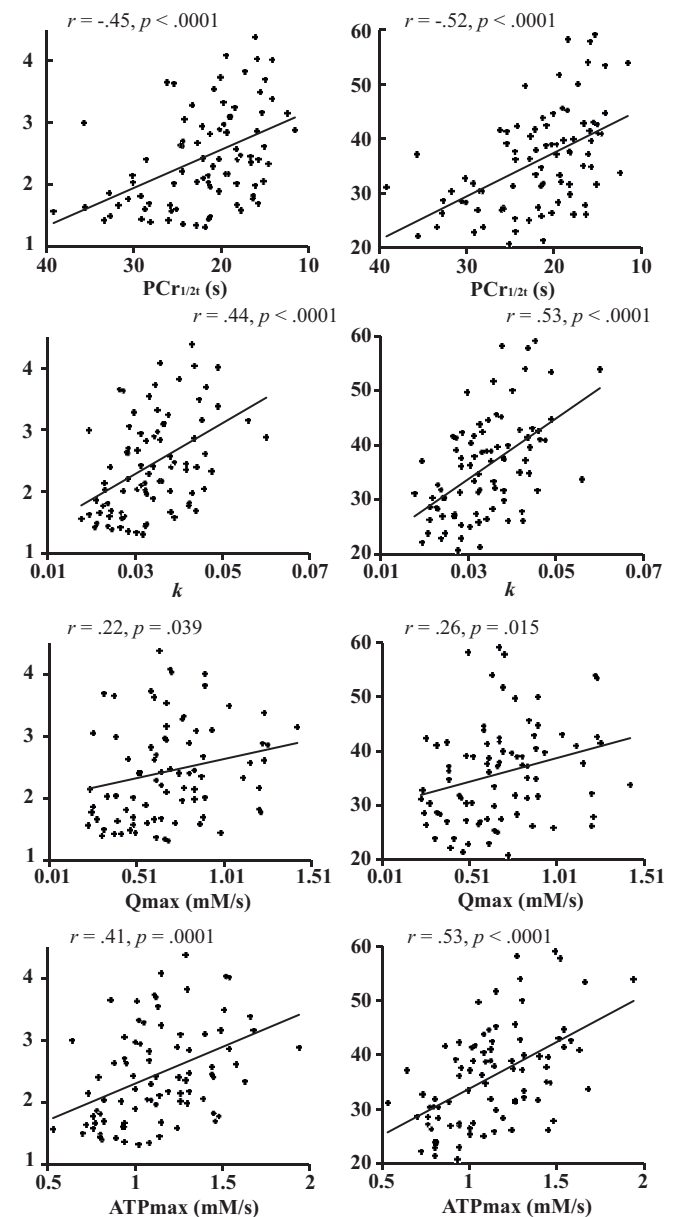 r = -.45, p < .0001
r = -.52, p < .0001
4
3
2
1
40 30 20 10
PCr1/2t (s)
60
50
40
30
20
40 30 20 10
PCr1/2t (s)
r = .44, p < .0001
r = .53, p < .0001
4
3
2
1
0.01 0.03 0.05 0.07
k
60
50
40
30
20
0.01 0.03 0.05 0.07
k
r = .22, p = .039
r = .26, p = .015
4
3
2
1
0.01 0.51 1.01 1.51
Qmax (mM/s)
60
50
40
30
20
0.01 0.51 1.01 1.51
Qmax (mM/s)
r = .41, p = .0001
r = .53, p < .0001
4
3
2
1
0.5 1 1.5 2
ATPmax (mM/s)
60
50
40
30
20
0.5 1 1.5 2
ATPmax (mM/s)